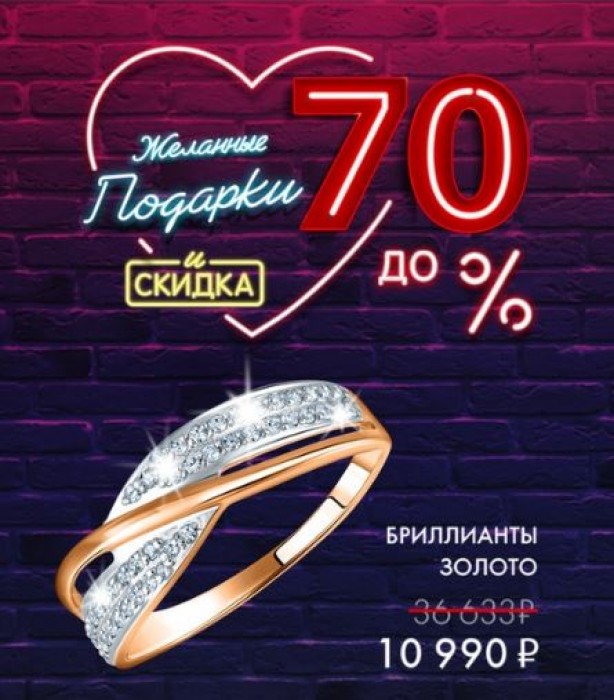 Желанные
Подарки
и
СКИДКА
ДО 70%
БРИЛЛИАНТЫ
ЗОЛОТО
36 633₽
10 990 ₽